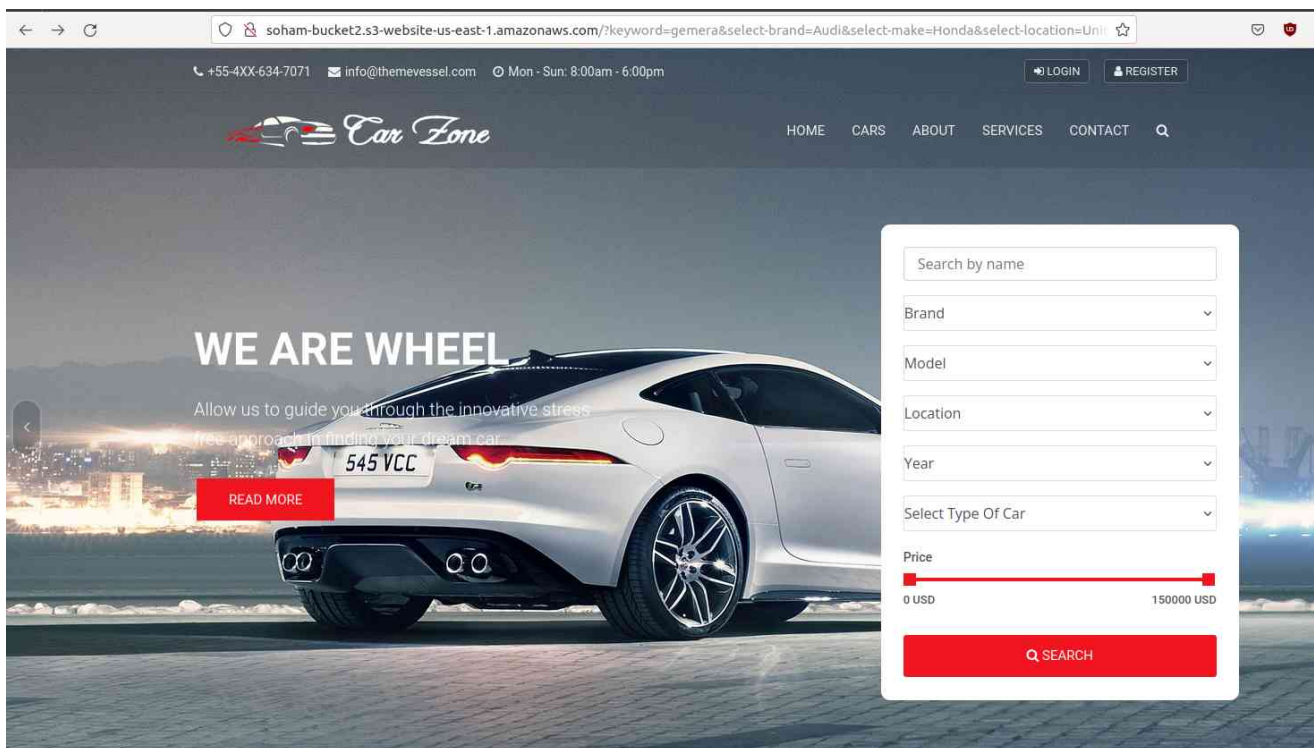 soham-bucket2.s3-website-us-east-1.amazonaws.com/?keyword=gemera&select-brand=Audi&select-make=Honda&select-location=Uni
+55-4XX-634-7071 info@themevessel.com Mon - Sun: 8:00am - 6:00pm LOGIN REGISTER
Car Zone HOME CARS ABOUT SERVICES CONTACT
Search by name
Brand
WE ARE WHEEL
Model
Allow us to guide you through the innovative stress
free approach in finding your dream car.
Location
545 VCC
Year
READ MORE
Select Type Of Car
Price
0 USD 150000 USD
SEARCH